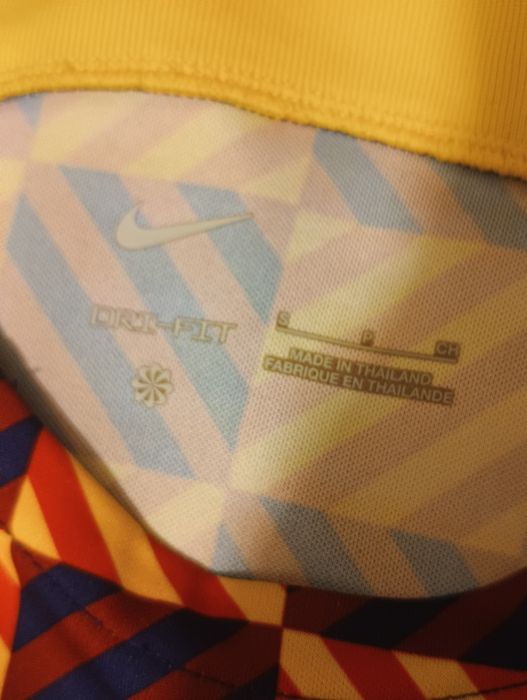 DRI-FIT
S P CH
MADE IN THAILAND
FABRIQUE EN THAILANDE